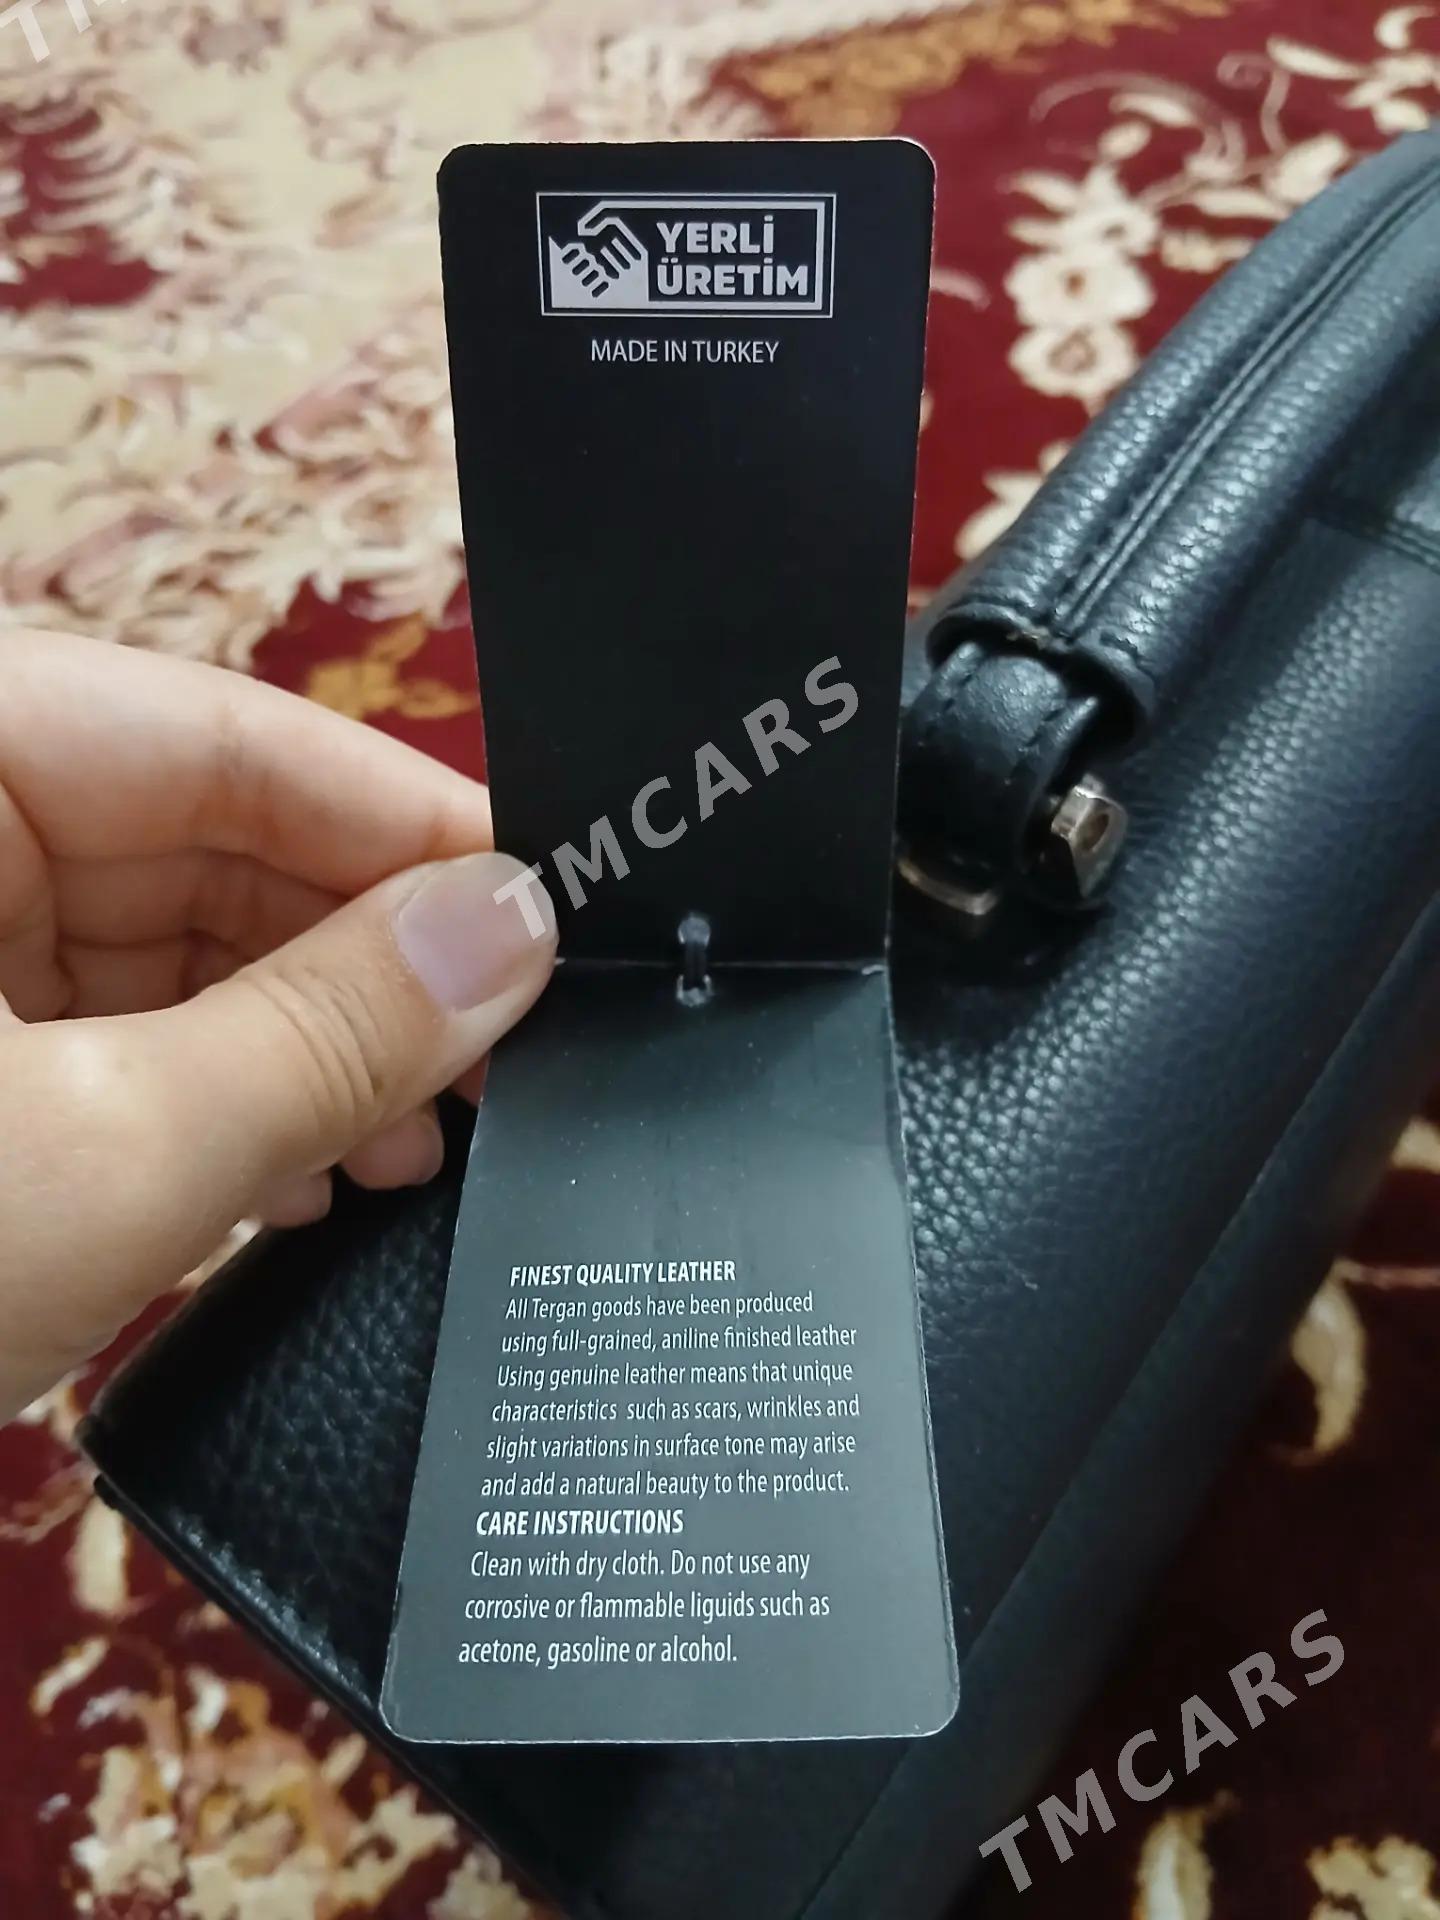 TM
YERLİ
ÜRETİM
MADE IN TURKEY
TMCARS
FINEST QUALITY LEATHER
All Tergan goods have been produced
using full-grained, aniline finished leather
Using genuine leather means that unique
characteristics such as scars, wrinkles and
slight variations in surface tone may arise
and add a natural beauty to the product.
CARE INSTRUCTIONS
Clean with dry cloth. Do not use any
corrosive or flammable liguids such as
acetone, gasoline or alcohol.
TMCARS